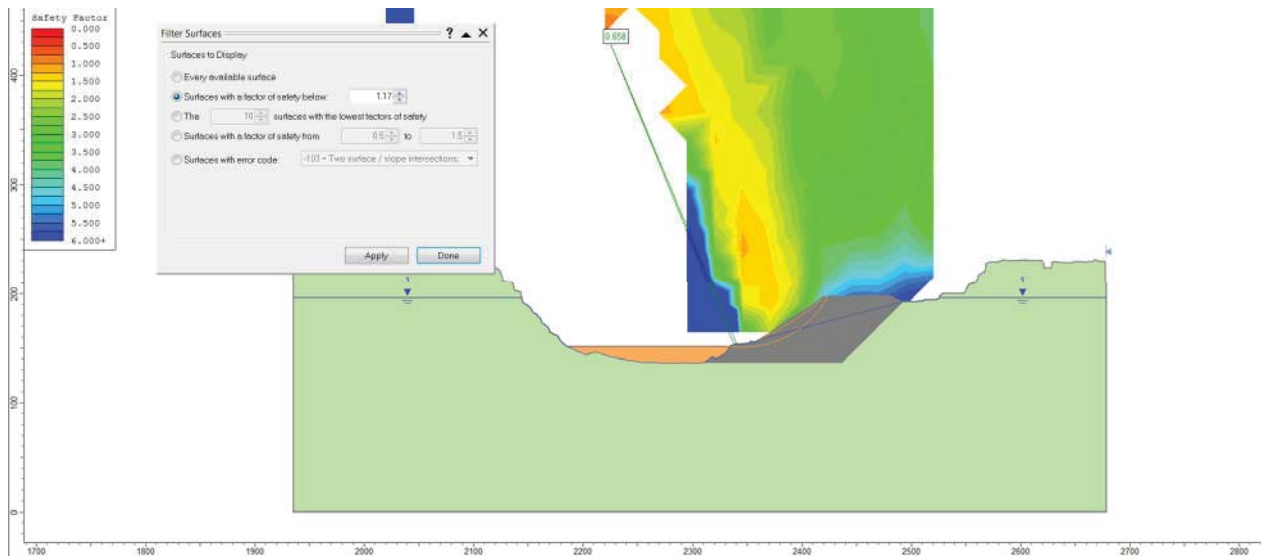 Safety Factor
0.000
0.500
1.000
1.500
2.000
2.500
3.000
3.500
4.000
4.500
5.000
5.500
6.000+
Filter Surfaces ? X
Surfaces to Display
Every available surface
Surfaces with a factor of safety below: 1.17
The 10 surfaces with the lowest factors of safety
Surfaces with a factor of safety from 0.5 to 1.5
Surfaces with error code: -103 = Two surface / slope intersections,
Apply Done
0.658
1
1
400
300
200
100
0
1700 1800 1900 2000 2100 2200 2300 2400 2500 2600 2700 2800